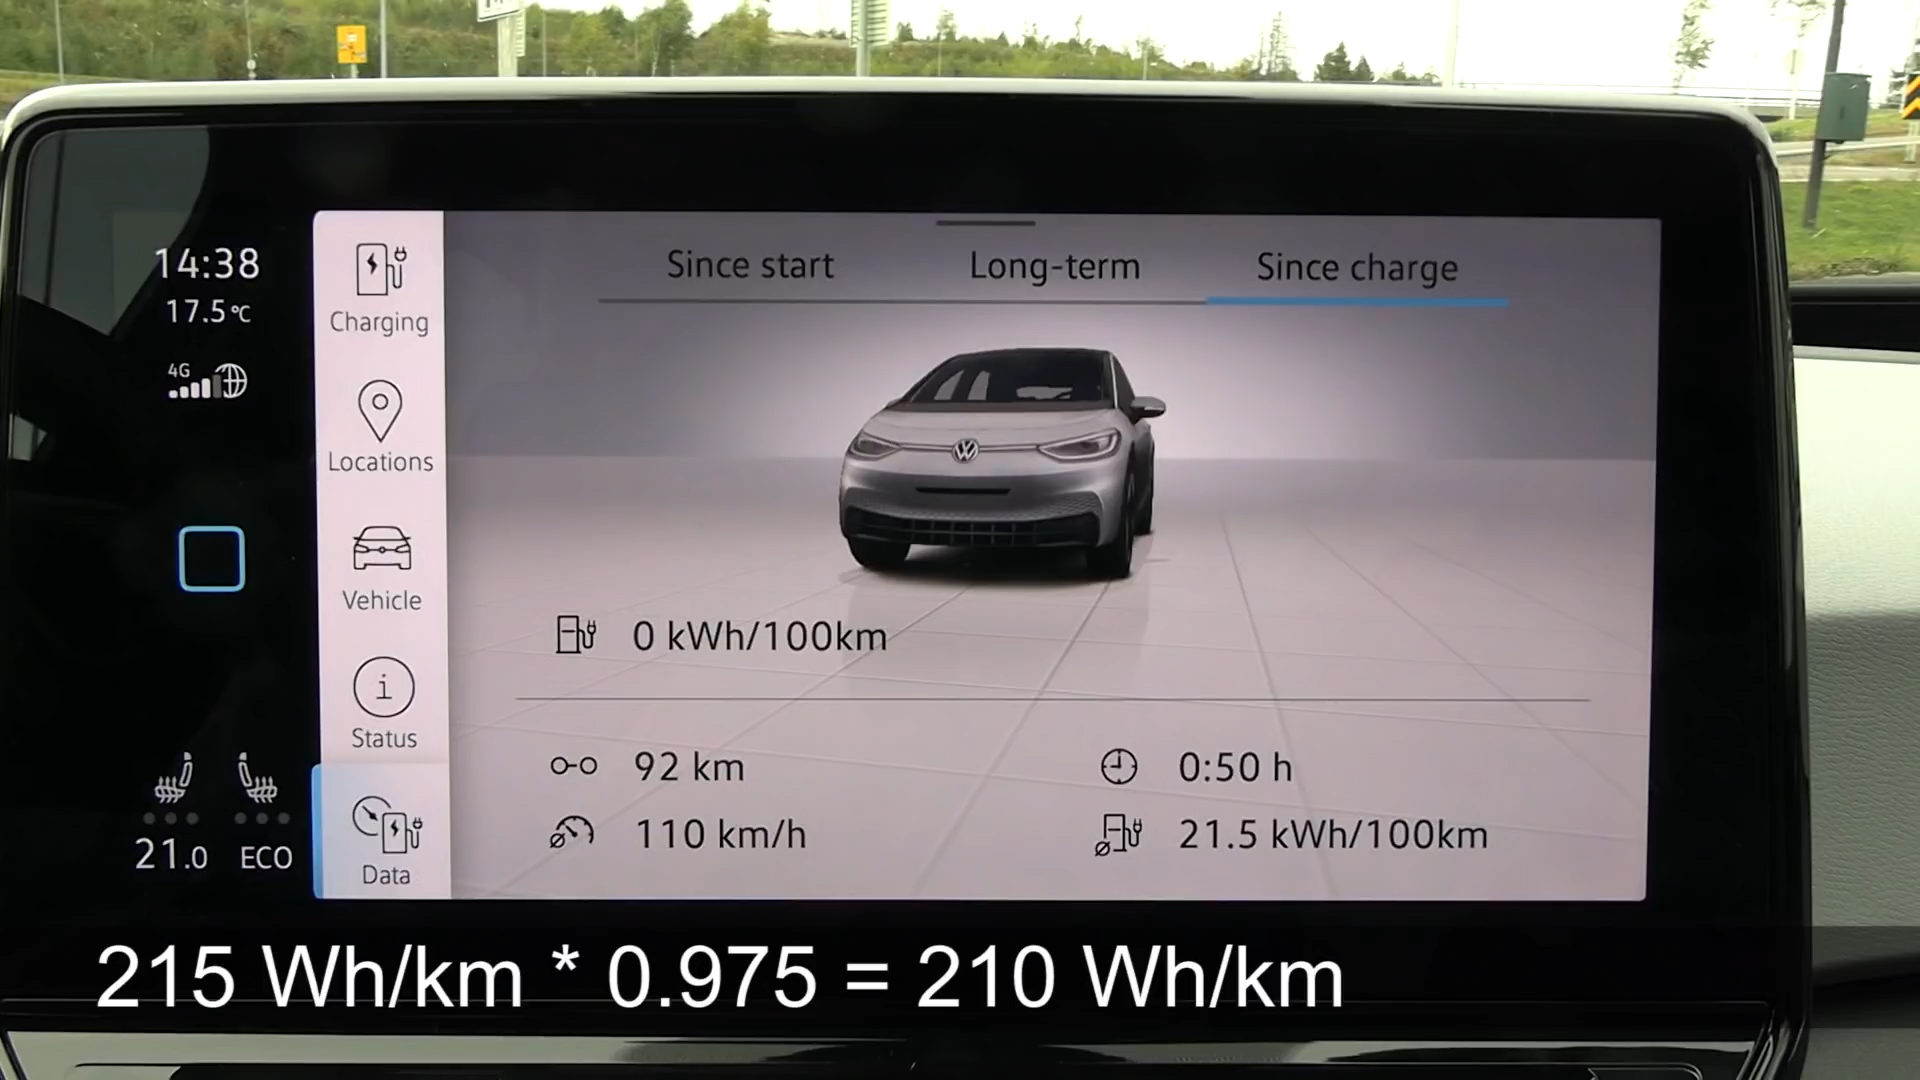 14:38
17.5°C
4G
Charging
Locations
Vehicle
Status
Data
21.0 ECO
Since start Long-term Since charge
0 kWh/100km
92 km 0:50 h
110 km/h 21.5 kWh/100km
215 Wh/km * 0.975 = 210 Wh/km